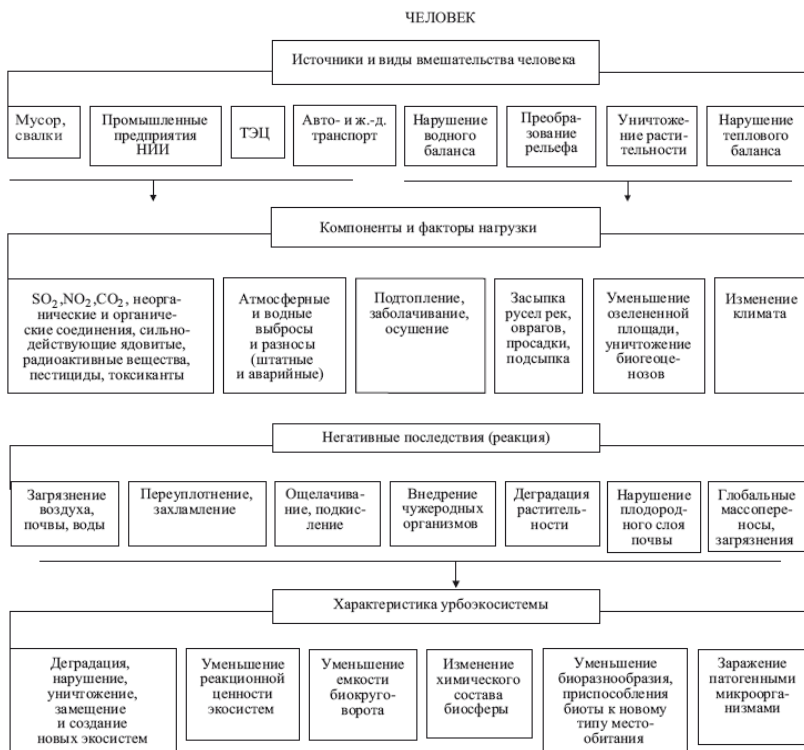 ЧЕЛОВЕК
Источники и виды вмешательства человека
Мусор,
свалки
Промышленные
предприятия
НИИ
ТЭЦ
Авто- и ж.-д.
транспорт
Нарушение
водного
баланса
Преобра-
зование
рельефа
Уничтоже-
ние расти-
тельности
Нарушение
теплового
баланса
Компоненты и факторы нагрузки
SO2,NO2,CO2, неорга-
нические и органиче-
ские соединения, сильно-
действующие ядовитые,
радиоактивные вещества,
пестициды, токсиканты
Атмосферные
и водные
выбросы
и разносы
(штатные
и аварийные)
Подтопление,
заболачивание,
осушение
Засыпка
русел рек,
оврагов,
просадки,
подсыпка
Уменьшение
озелененной
площади,
уничтожение
биогеоце-
нозов
Изменение
климата
Негативные последствия (реакция)
Загрязнение
воздуха,
почвы, воды
Переуплотнение,
захламление
Ощелачива-
ние, подкис-
ление
Внедрение
чужеродных
организмов
Деградация
раститель-
ности
Нарушение
плодород-
ного слоя
почвы
Глобальные
массопере-
носы,
загрязнения
Характеристика урбоэкосистемы
Деградация,
нарушение,
уничтожение,
замещение
и создание
новых экосистем
Уменьшение
реакционной
ценности
экосистем
Уменьшение
емкости
биокруго-
ворота
Изменение
химического
состава
биосферы
Уменьшение
биоразнообразия,
приспособления
биоты к новому
типу место-
обитания
Заражение
патогенными
микроорга-
низмами